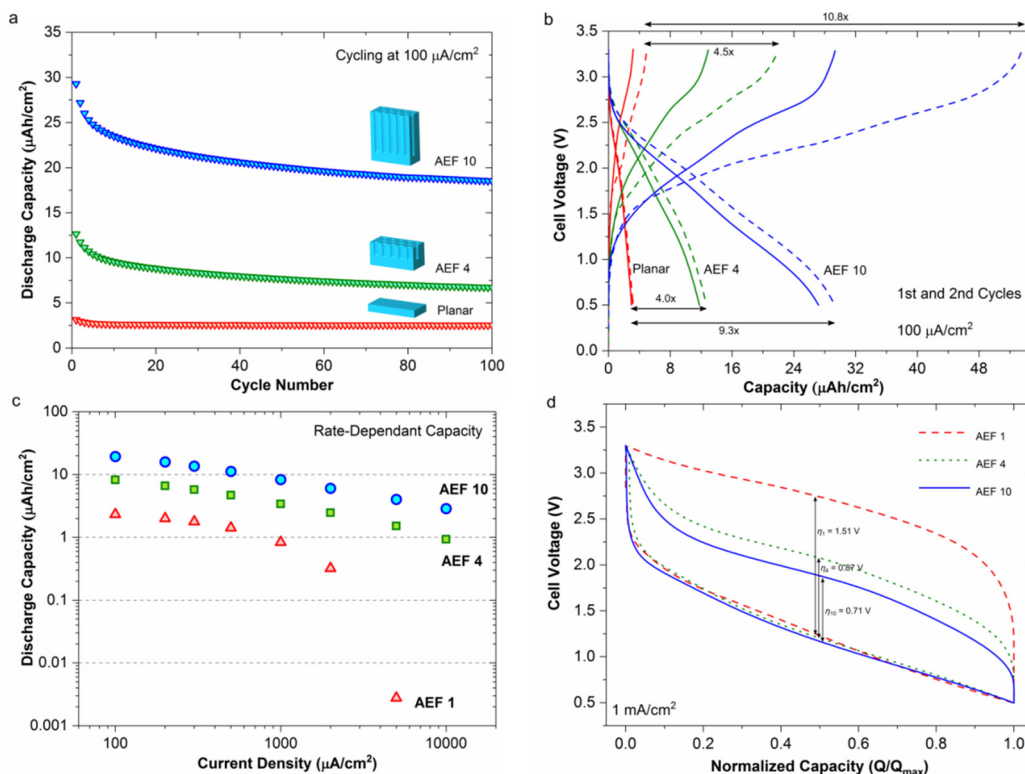 a
Cycling at 100 µA/cm²
Discharge Capacity (µAh/cm²)
35
30
25
20
15
10
5
0
AEF 10
AEF 4
Planar
0
20
40
60
80
100
Cycle Number
b
10.8x
4.5x
Cell Voltage (V)
3.5
3.0
2.5
2.0
1.5
1.0
0.5
0.0
Planar
AEF 4
AEF 10
4.0x
9.3x
1st and 2nd Cycles
100 µA/cm²
0
8
16
24
32
40
48
56
Capacity (µAh/cm²)
c
Rate-Dependant Capacity
Discharge Capacity (µAh/cm²)
100
10
1
0.1
0.01
0.001
AEF 10
AEF 4
AEF 1
100
1000
10000
Current Density (µA/cm²)
d
AEF 1
AEF 4
AEF 10
Cell Voltage (V)
3.5
3.0
2.5
2.0
1.5
1.0
0.5
η₁ = 1.51 V
η₄ = 0.87 V
η₁₀ = 0.71 V
1 mA/cm²
0.0
0.2
0.4
0.6
0.8
1.0
Normalized Capacity (Q/Qmax)